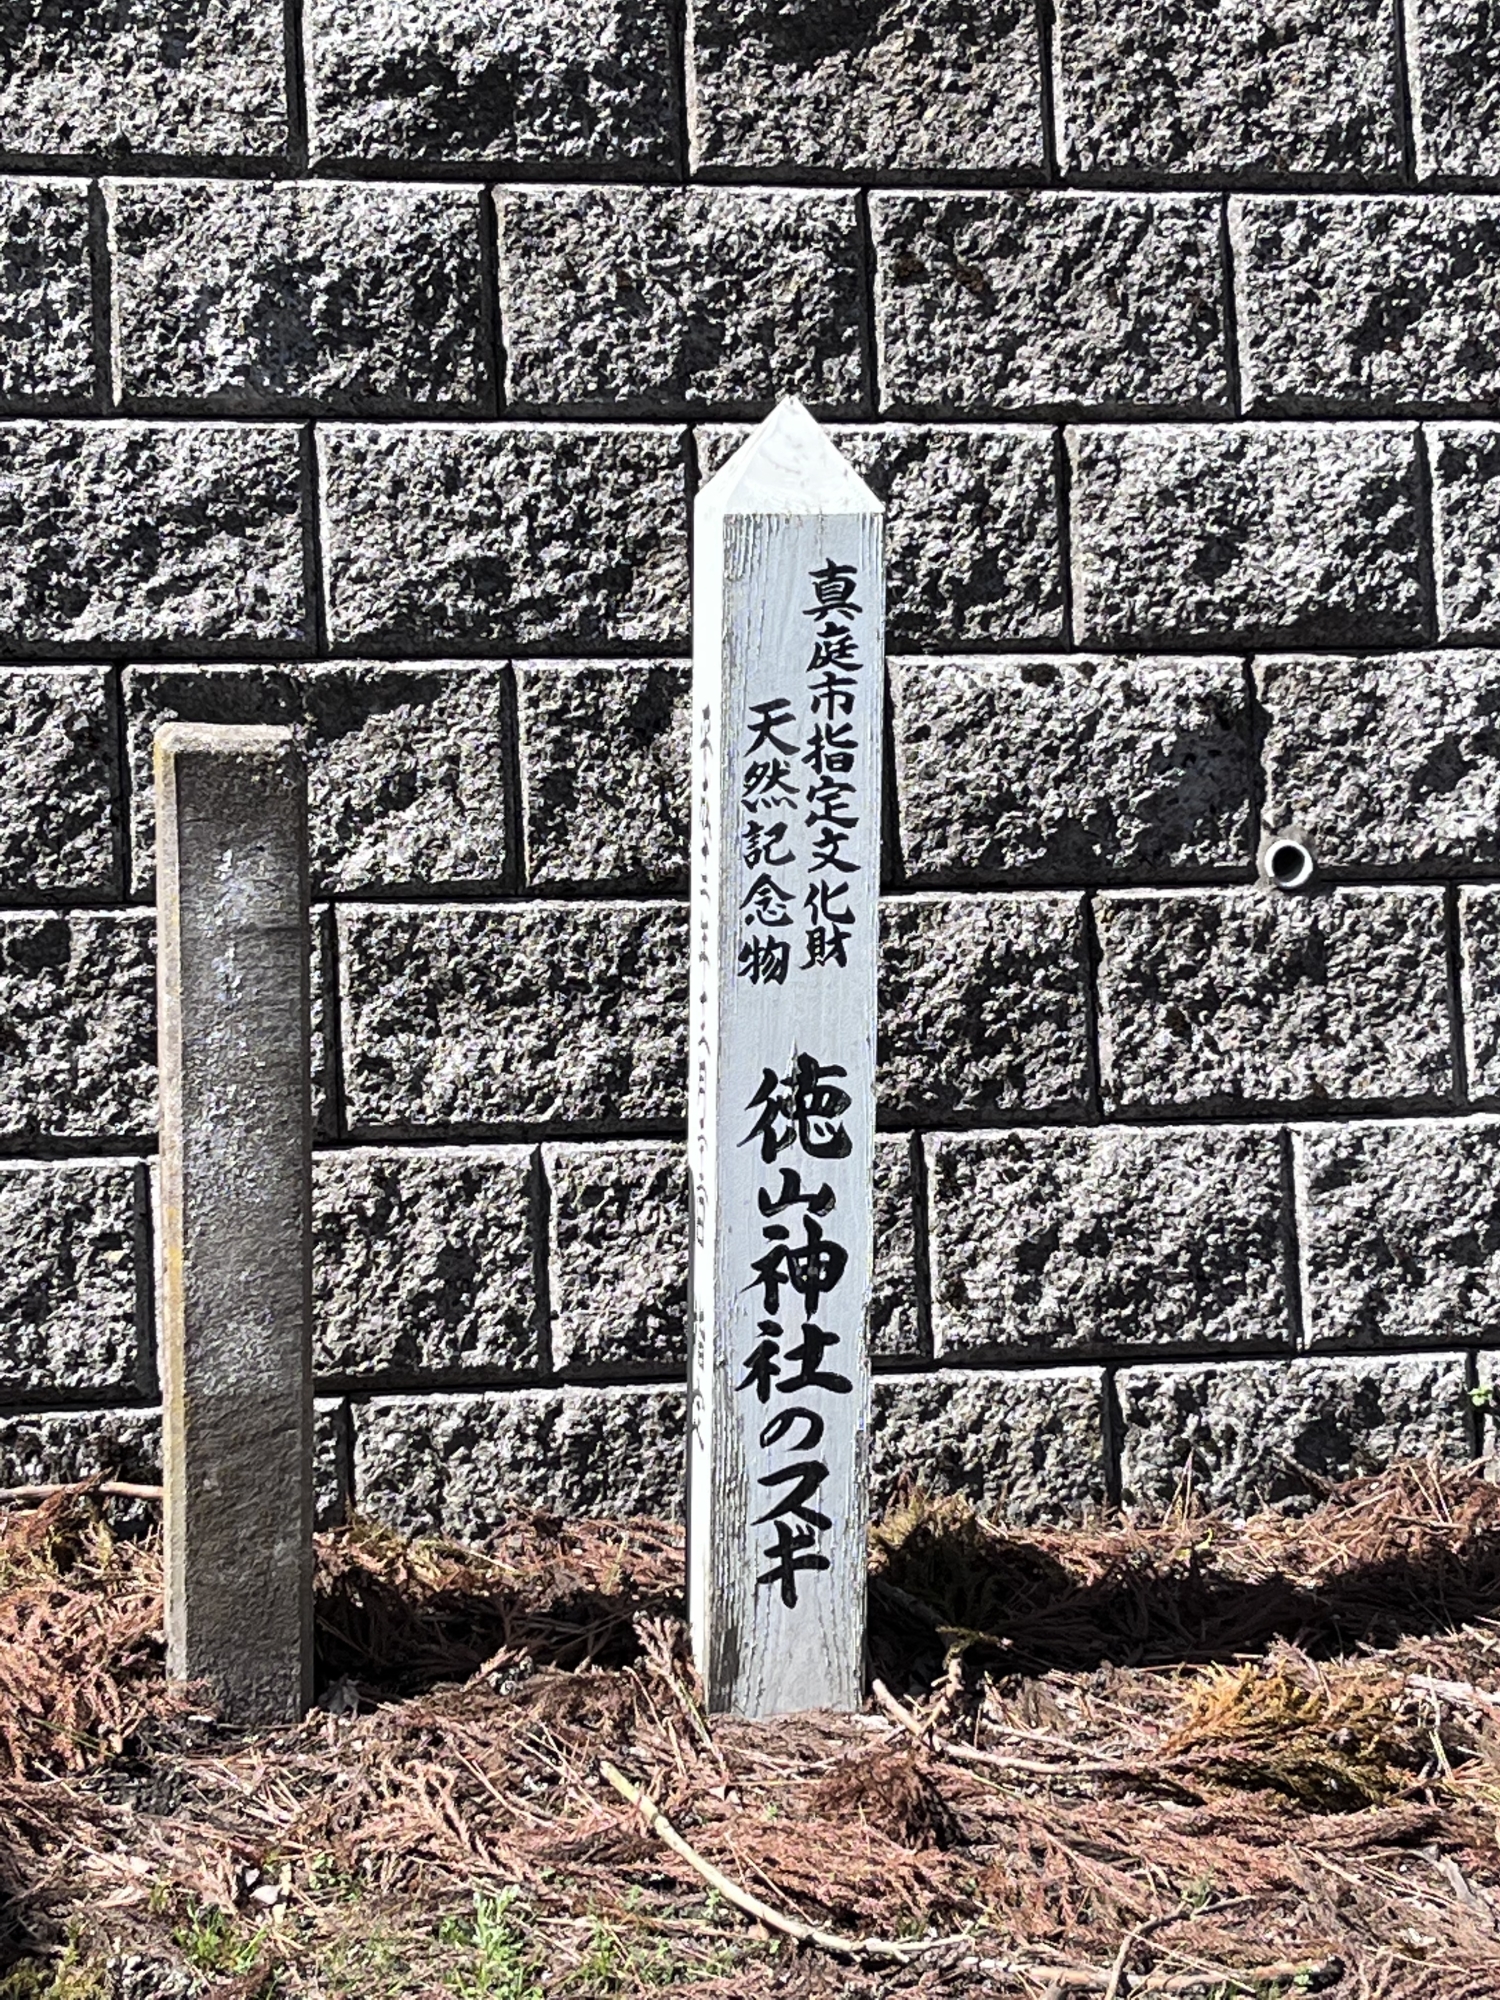 真庭市指定文化財
天然記念物
徳山神社のスギ